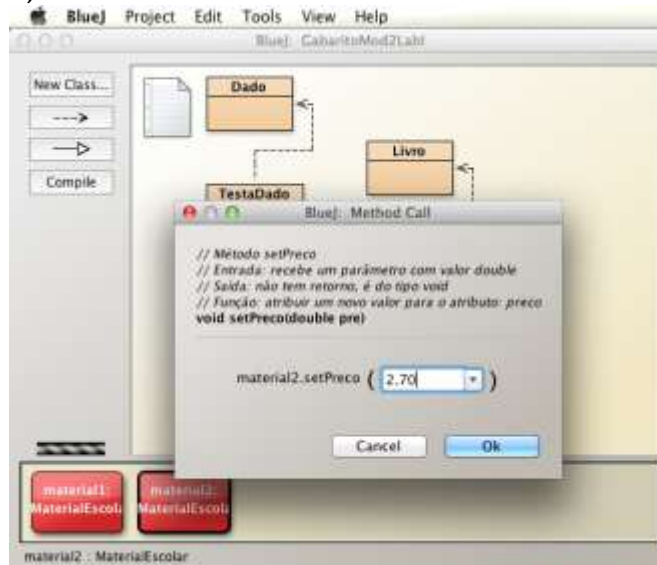 BlueJ Project Edit Tools View Help
BlueJ: GabaritoMod2Lab1
New Class...
Compile
Dado
TestaDado
Livro
BlueJ: Method Call
// Método setPreco
// Entrada: recebe um parâmetro com valor double
// Saída: não tem retorno, é do tipo void
// Função: atribuir um novo valor para o atributo: preco
void setPreco(double pre)
material2.setPreco ( 2.70 )
Cancel Ok
material1: material2:
MaterialEscola MaterialEscola
material2 : MaterialEscolar